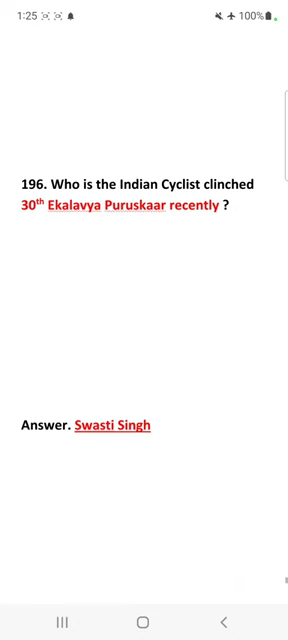 1:25
100%
196. Who is the Indian Cyclist clinched
30th Ekalavya Puruskaar recently ?
Answer. Swasti Singh